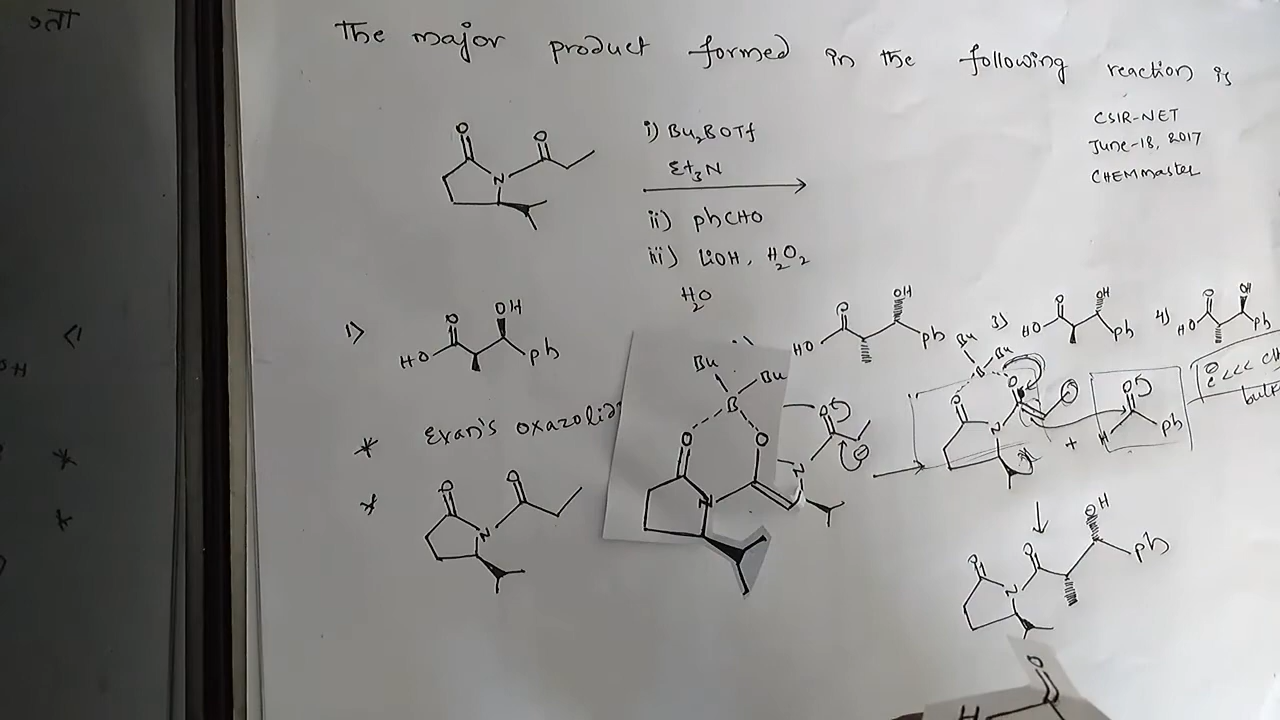 The major product formed in the following reaction is
CSIR-NET
June-18, 2017
CHEMmaster
O
O
N
i) Bu₂BOTf
Et₃N
ii) phCHO
iii) LiOH, H₂O₂
H₂O
1)
HO
O
OH
ph
HO
O
OH
ph
3)
HO
O
OH
ph
4)
HO
O
OH
ph
* Evan's
*
O
O
N
Bu
Bu
B
O
O
N
O
N
Bu
Bu
O
O
N
+
O
H
ph
O
O
N
OH
ph
O
H